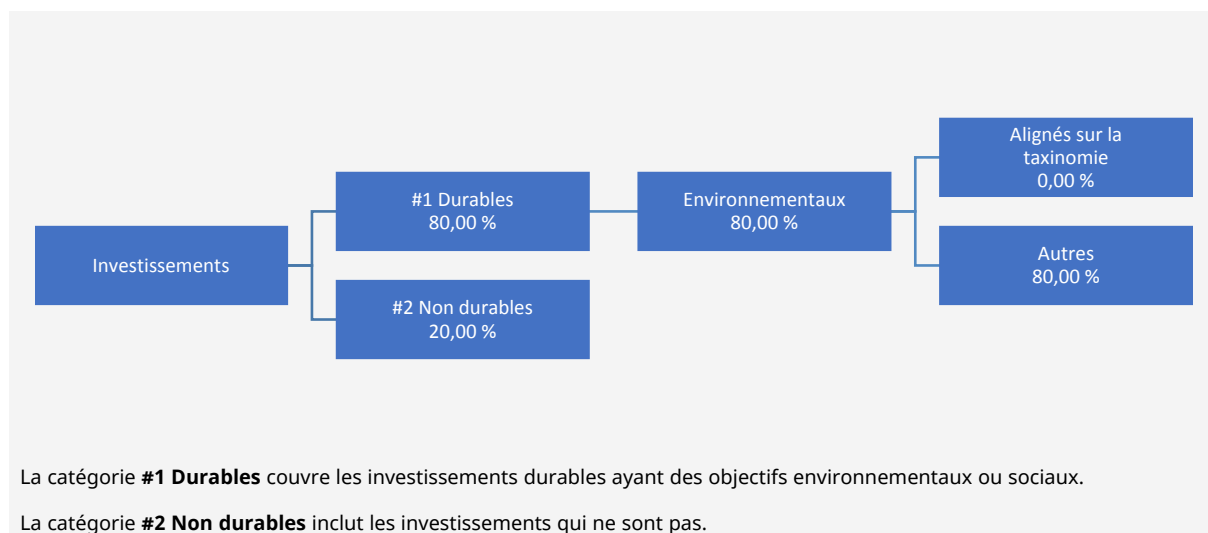 Investissements
#1 Durables
80,00 %
#2 Non durables
20,00 %
Environnementaux
80,00 %
Alignés sur la
taxinomie
0,00 %
Autres
80,00 %
La catégorie #1 Durables couvre les investissements durables ayant des objectifs environnementaux ou sociaux.
La catégorie #2 Non durables inclut les investissements qui ne sont pas.